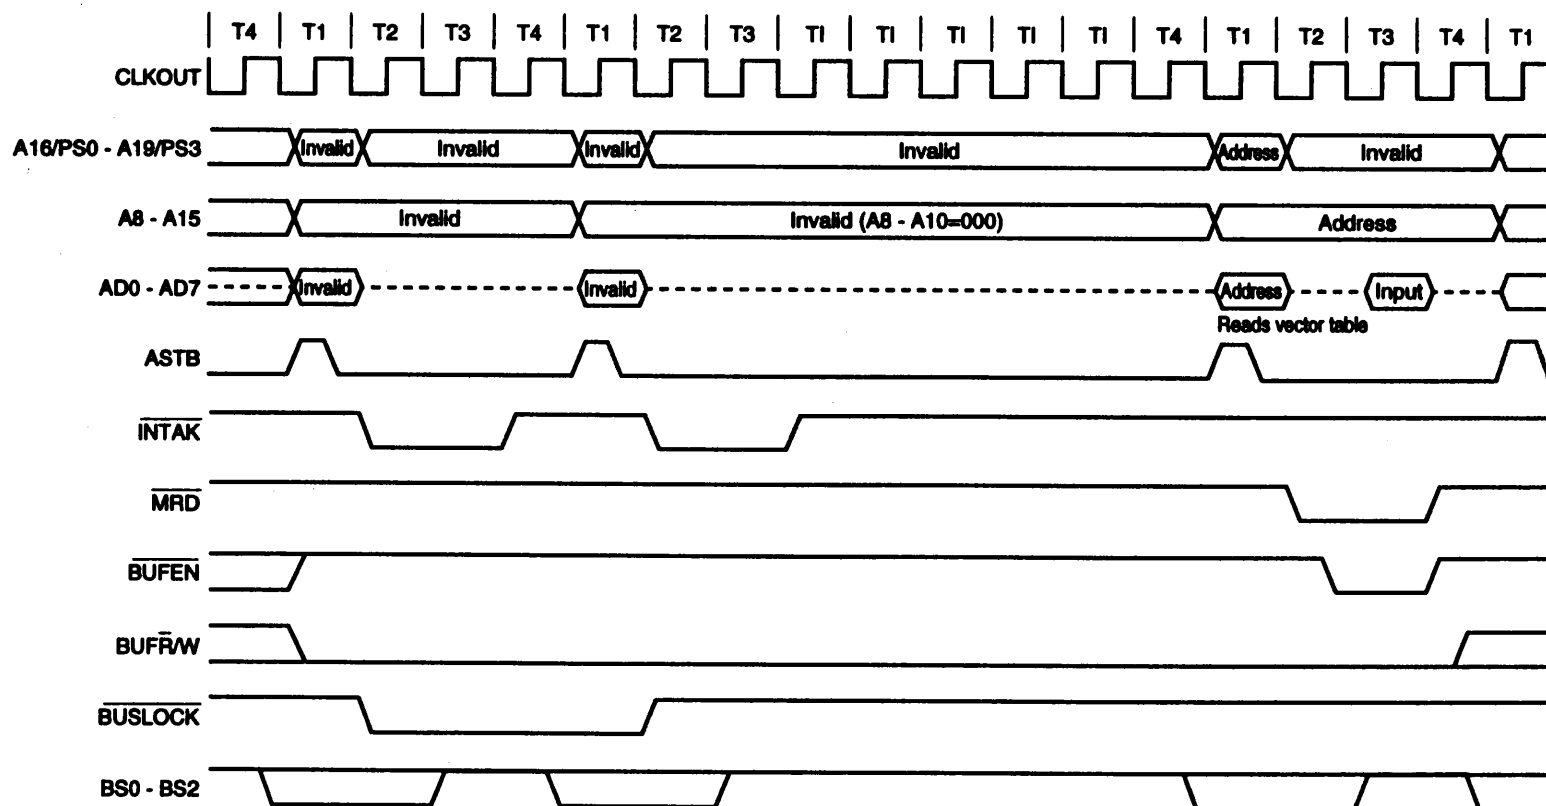 T4 T1 T2 T3 T4 T1 T2 T3 TI TI TI TI TI T4 T1 T2 T3 T4 T1
CLKOUT
A16/PS0 - A19/PS3 Invalid Invalid Invalid Invalid Address Invalid
A8 - A15 Invalid Invalid (A8 - A10=000) Address
AD0 - AD7 Invalid Invalid Address Input
Reads vector table
ASTB
INTAK
MRD
BUFEN
BUFR/W
BUSLOCK
BS0 - BS2